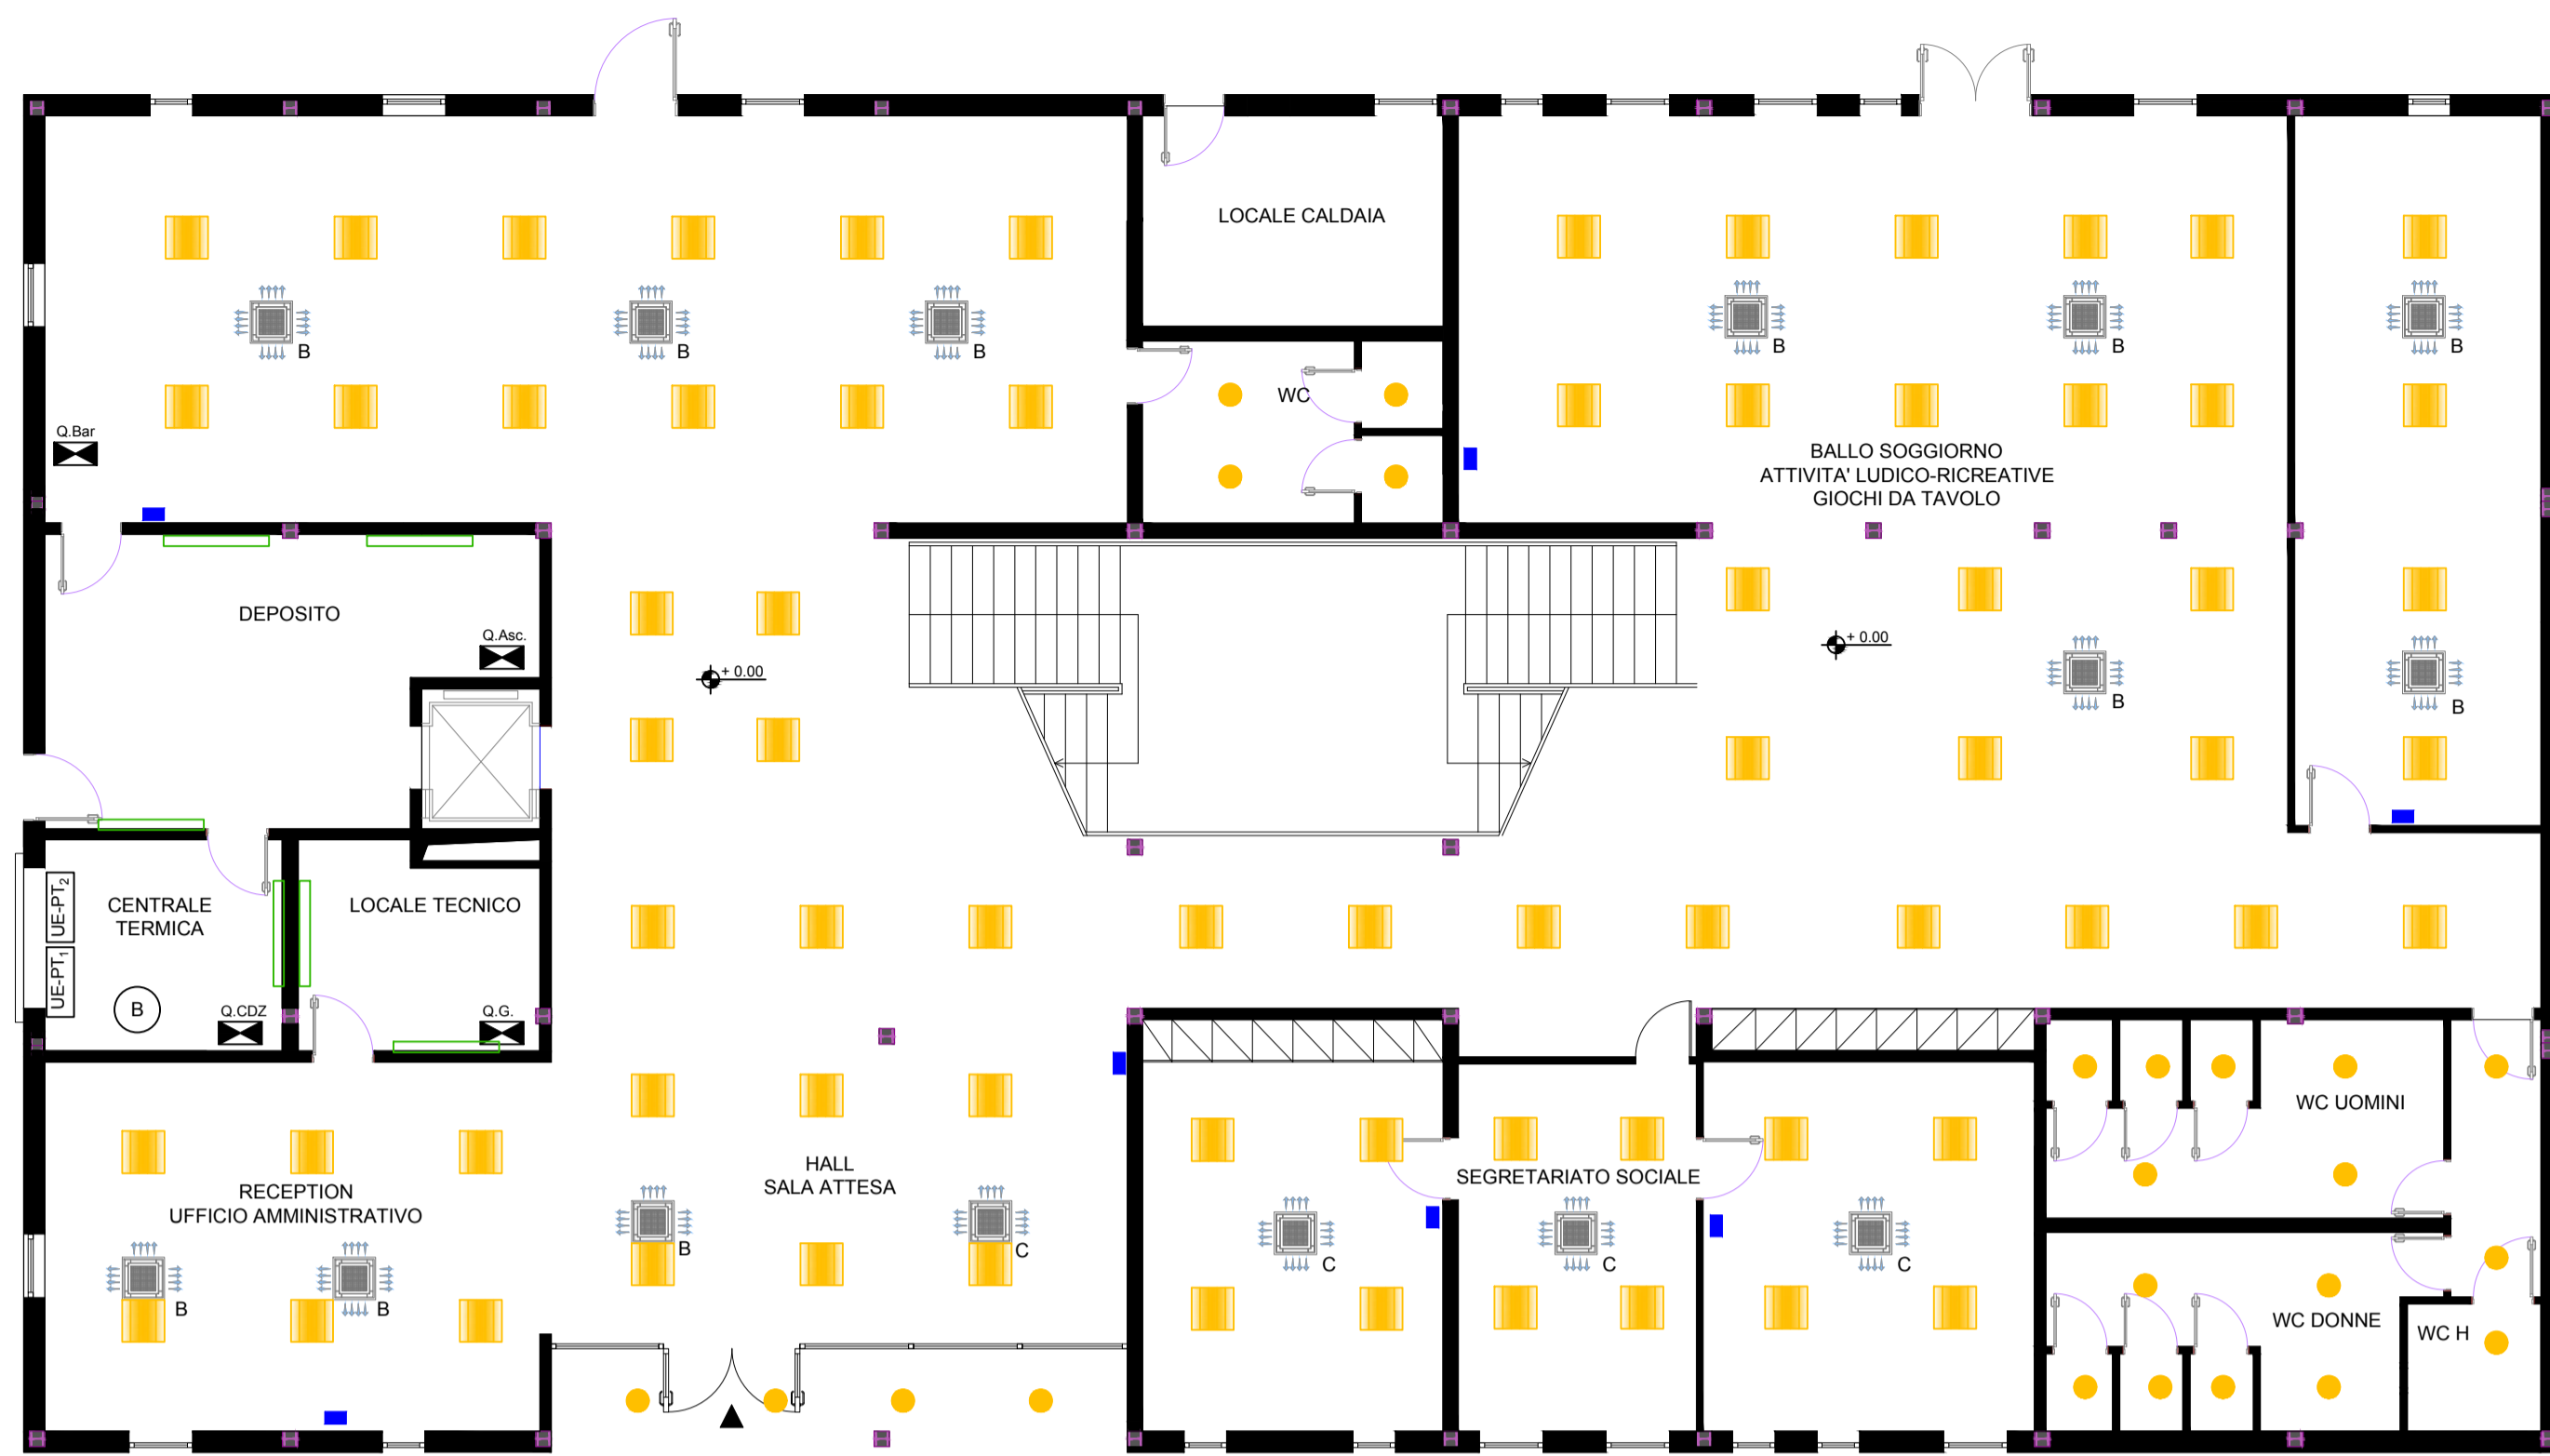 LOCALE CALDAIA
B
B
B
B
B
B
WC
Q.Bar
BALLO SOGGIORNO
ATTIVITA' LUDICO-RICREATIVE
GIOCHI DA TAVOLO
DEPOSITO
Q.Asc.
+ 0.00
+ 0.00
B
B
UE-PT2
UE-PT1
CENTRALE
TERMICA
LOCALE TECNICO
B
Q.CDZ
Q.G.
WC UOMINI
HALL
SALA ATTESA
SEGRETARIATO SOCIALE
RECEPTION
UFFICIO AMMINISTRATIVO
B
C
C
C
C
B
B
WC DONNE
WC H